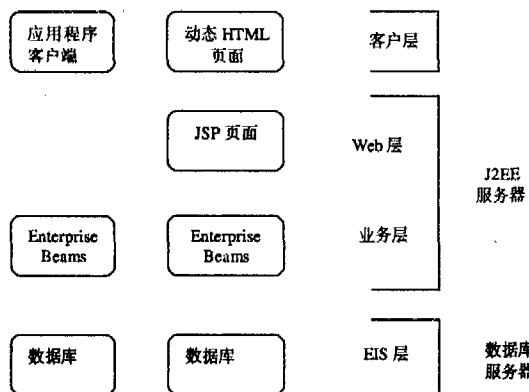 应用程序
客户端
动态 HTML
页面
客户层
JSP 页面
Web 层
J2EE
服务器
Enterprise
Beams
Enterprise
Beams
业务层
数据库
数据库
EIS 层
数据库
服务器